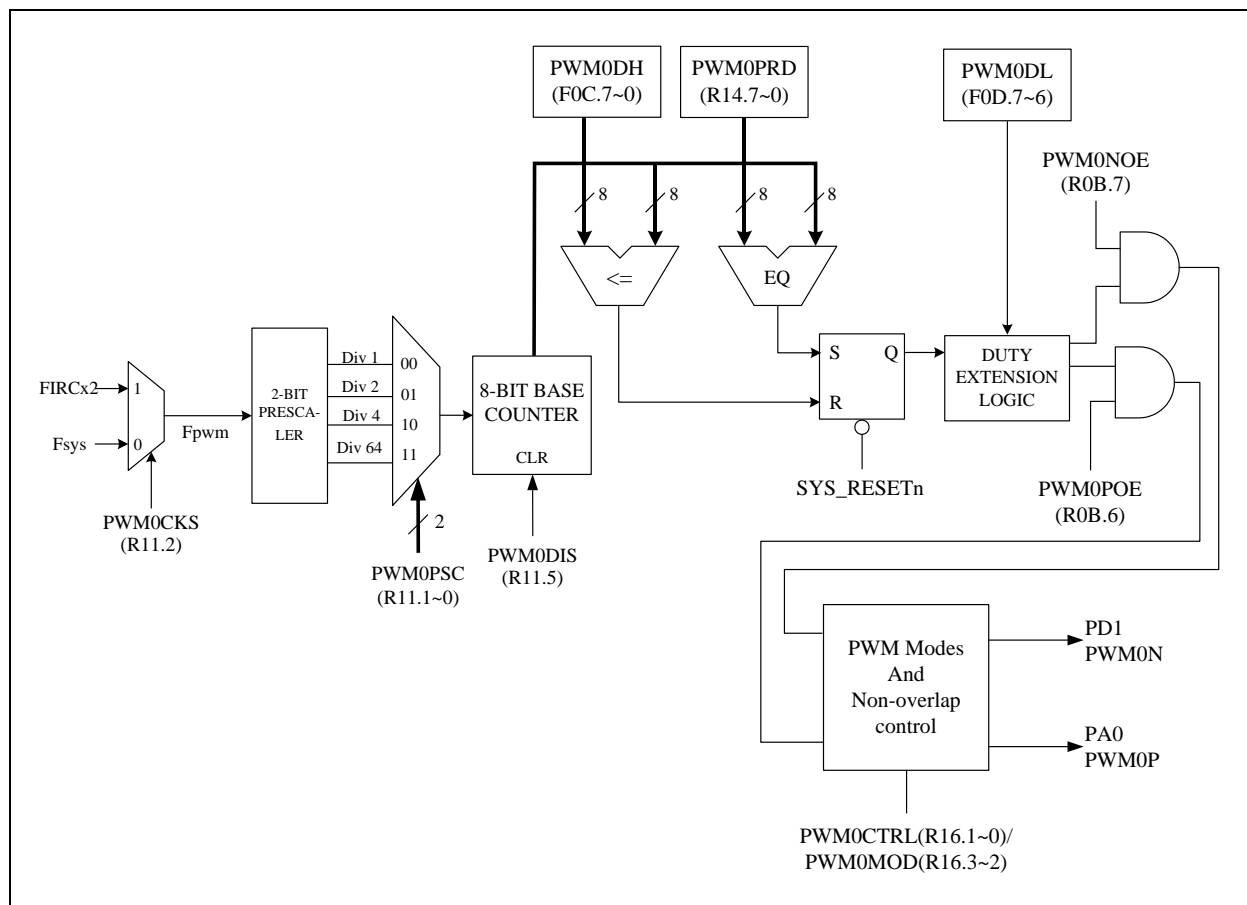 PWM0DH
(F0C.7~0)
PWM0PRD
(R14.7~0)
PWM0DL
(F0D.7~6)
PWM0NOE
(R0B.7)
8
8
8
8
<=
EQ
FIRCx2
1
Fsys
0
Fpwm
PWM0CKS
(R11.2)
2-BIT
PRESCA-
LER
Div 1
Div 2
Div 4
Div 64
00
01
10
11
2
PWM0PSC
(R11.1~0)
8-BIT BASE
COUNTER
CLR
PWM0DIS
(R11.5)
S
Q
R
SYS_RESETn
DUTY
EXTENSION
LOGIC
PWM0POE
(R0B.6)
PWM Modes
And
Non-overlap
control
PD1
PWM0N
PA0
PWM0P
PWM0CTRL(R16.1~0)/
PWM0MOD(R16.3~2)